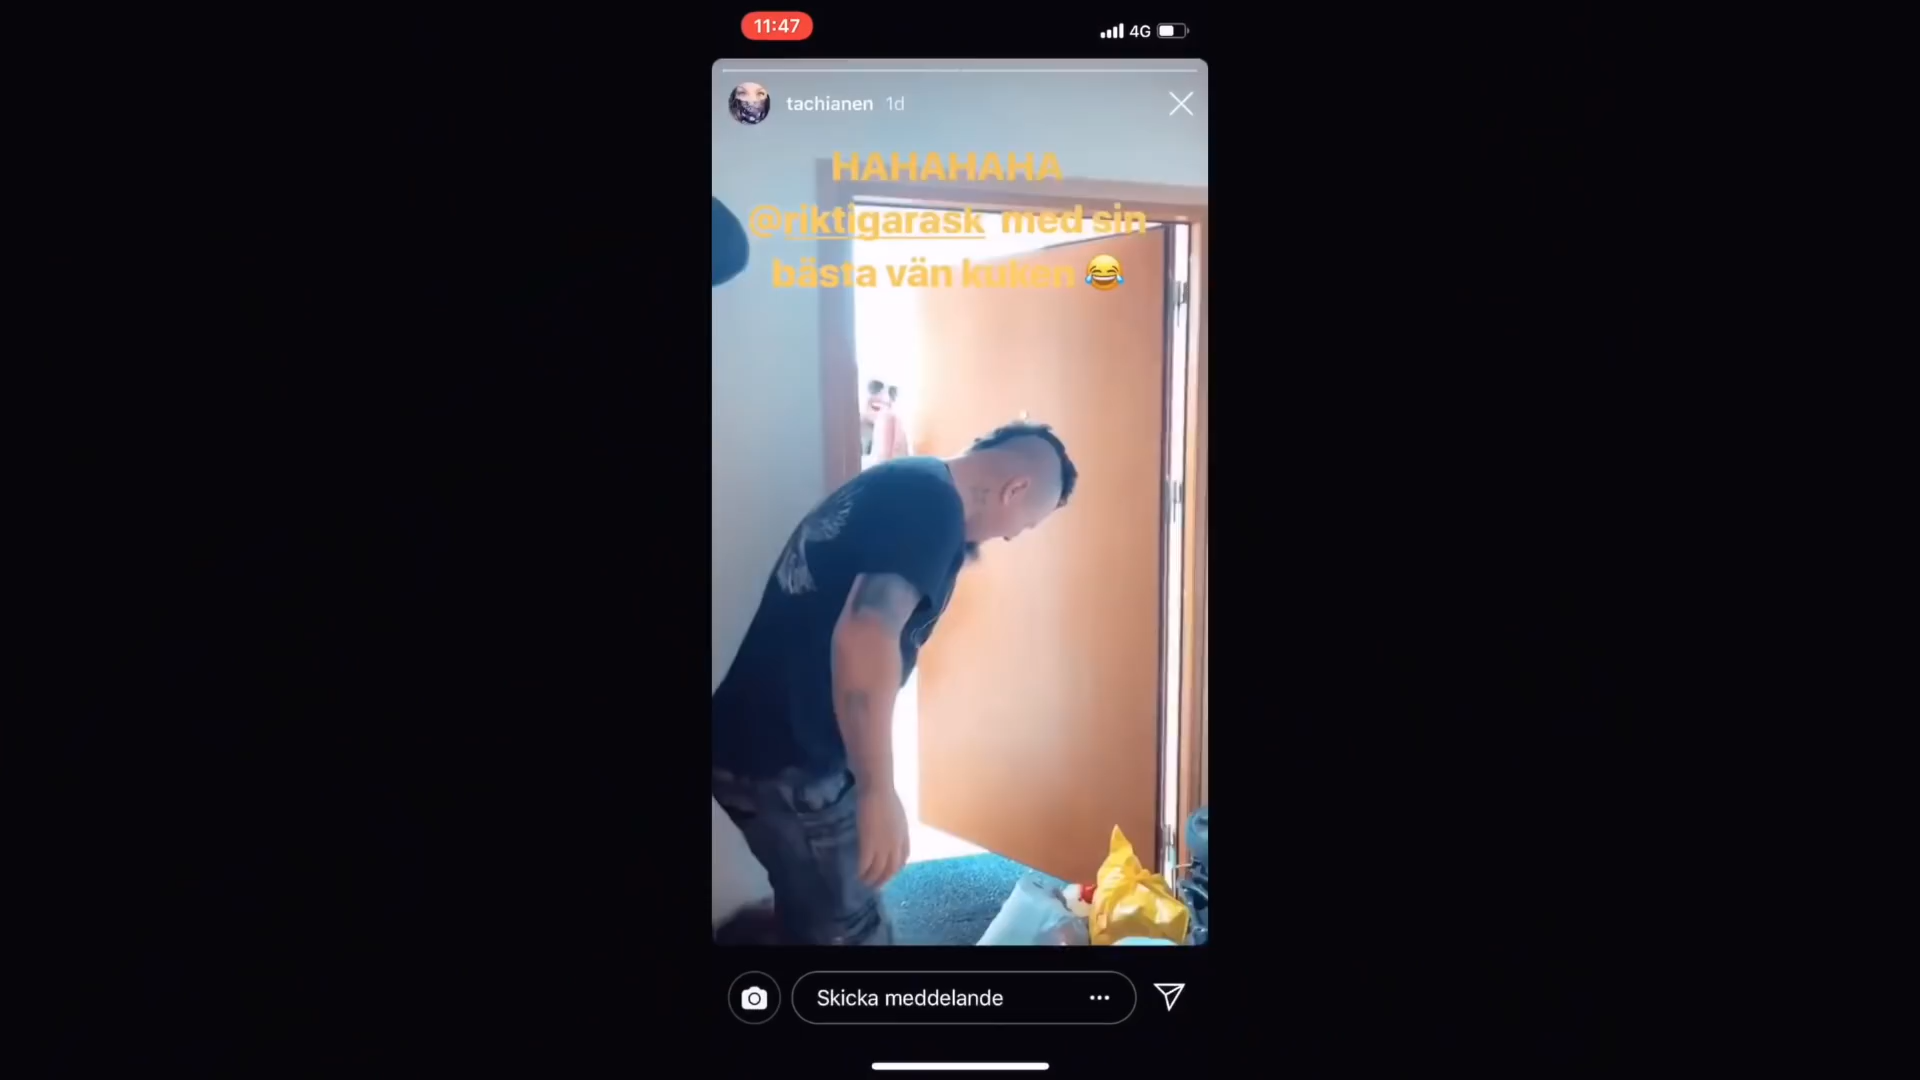 11:47
4G
tachianen 1d
HAHAHAHA
@riktigarask med sin
bästa vän kuken 😂
Skicka meddelande